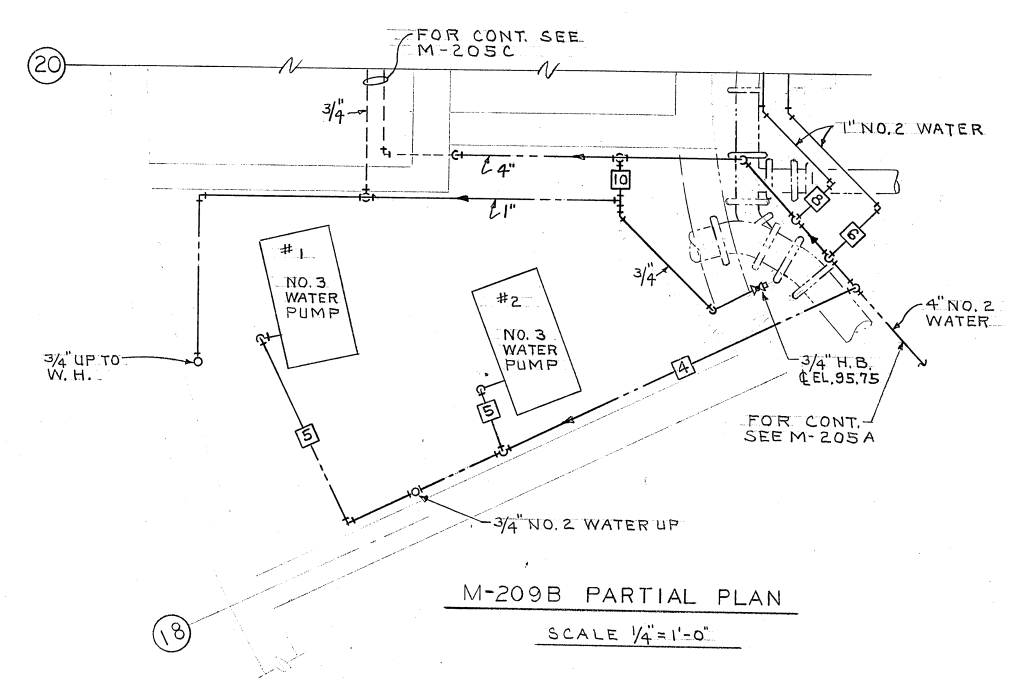 FOR CONT. SEE
M-205C
20
3/4"
1" NO. 2 WATER
4"
10
8
1"
6
#1
NO. 3
WATER
PUMP
#2
NO. 3
WATER
PUMP
3/4"
4" NO. 2
WATER
3/4" UP TO
W. H.
4
3/4" H.B.
℄ EL. 95.75
5
5
FOR CONT.
SEE M-205A
3/4" NO. 2 WATER UP
M-209B PARTIAL PLAN
18
SCALE 1/4" = 1'-0"